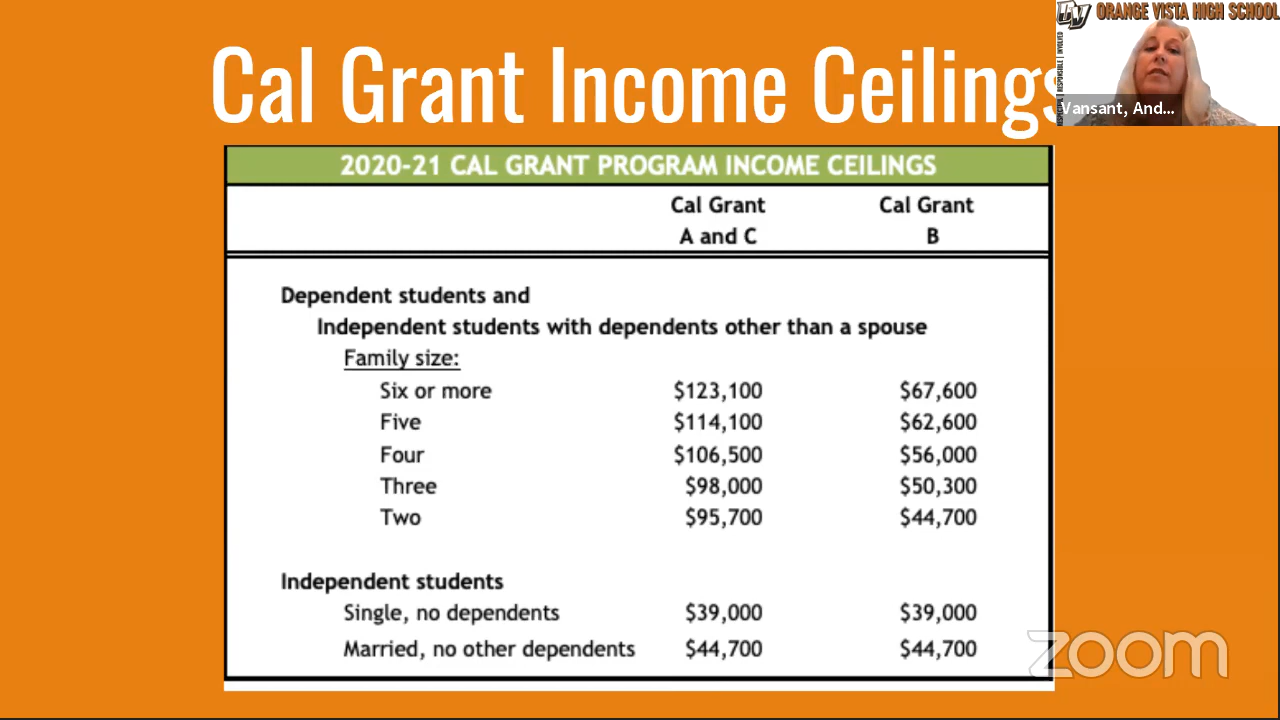 Cal Grant Income Ceilings
ORANGE VISTA HIGH SCHOOL
RESPONSIBLE | INVOLVED
Vansant, And...
2020-21 CAL GRANT PROGRAM INCOME CEILINGS
Cal Grant Cal Grant
A and C B
Dependent students and
Independent students with dependents other than a spouse
Family size:
Six or more $123,100 $67,600
Five $114,100 $62,600
Four $106,500 $56,000
Three $98,000 $50,300
Two $95,700 $44,700
Independent students
Single, no dependents $39,000 $39,000
Married, no other dependents $44,700 $44,700
zoom